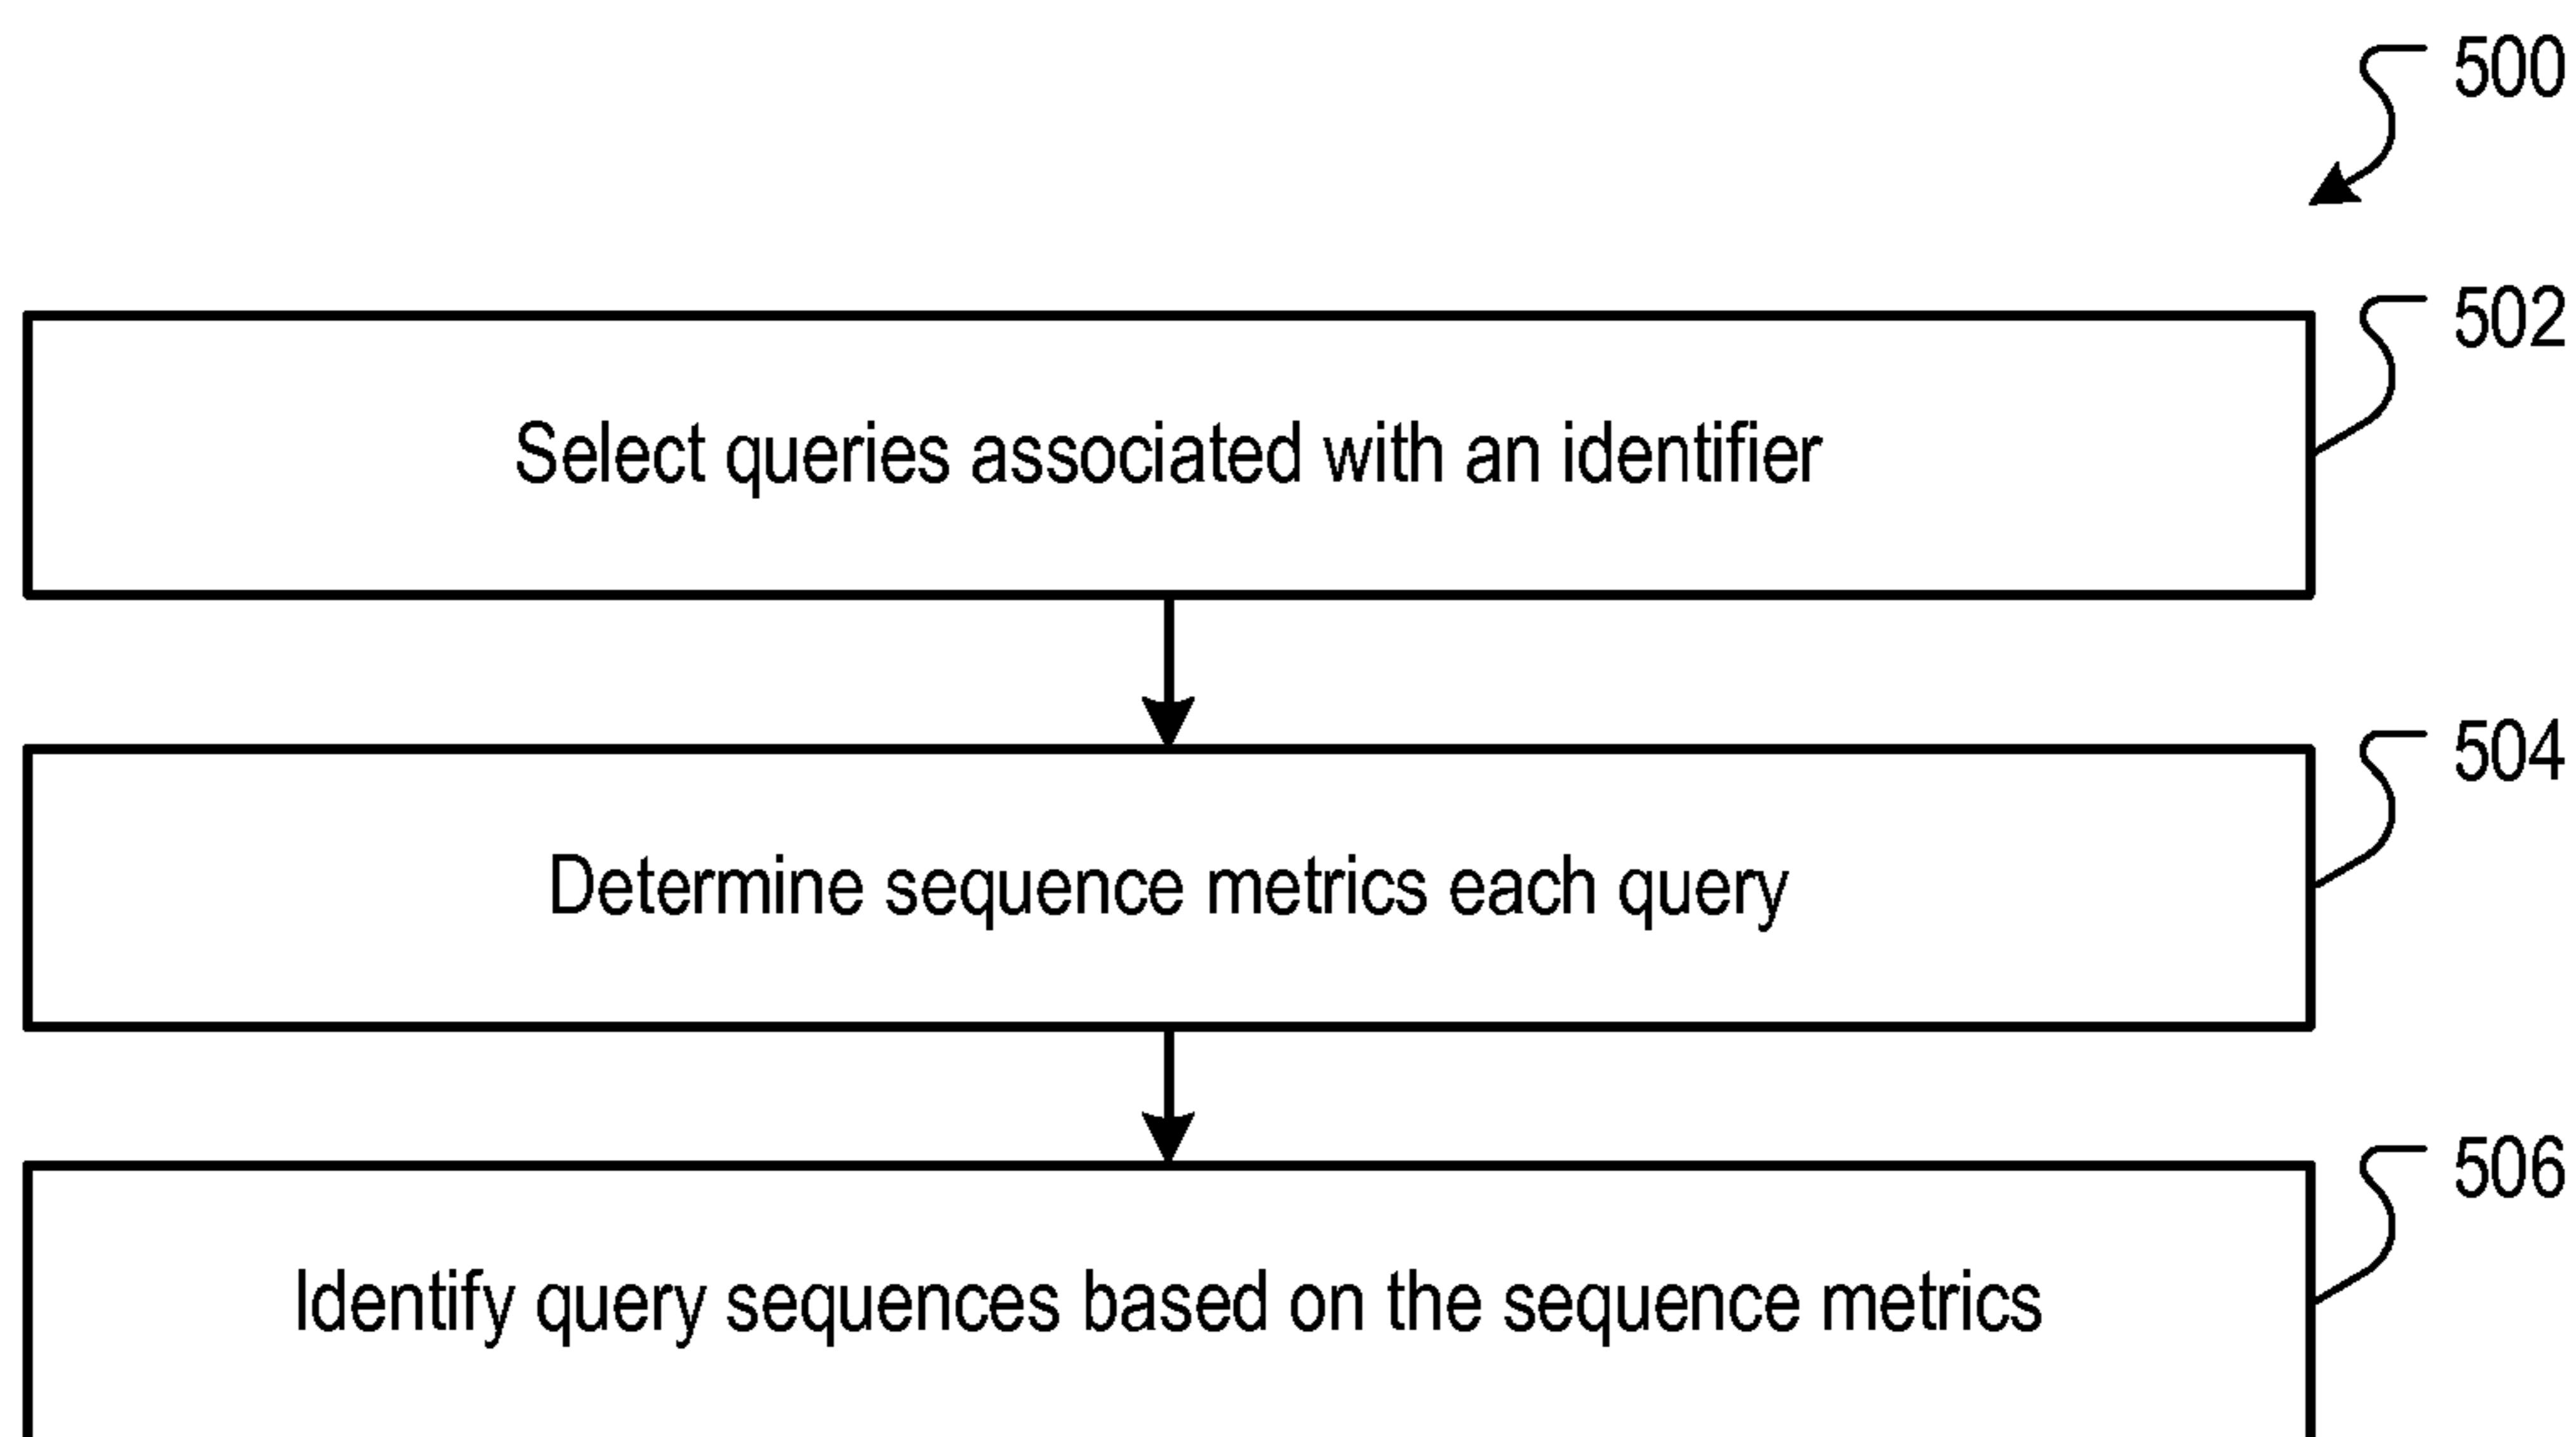 500
502
Select queries associated with an identifier
504
Determine sequence metrics each query
506
Identify query sequences based on the sequence metrics